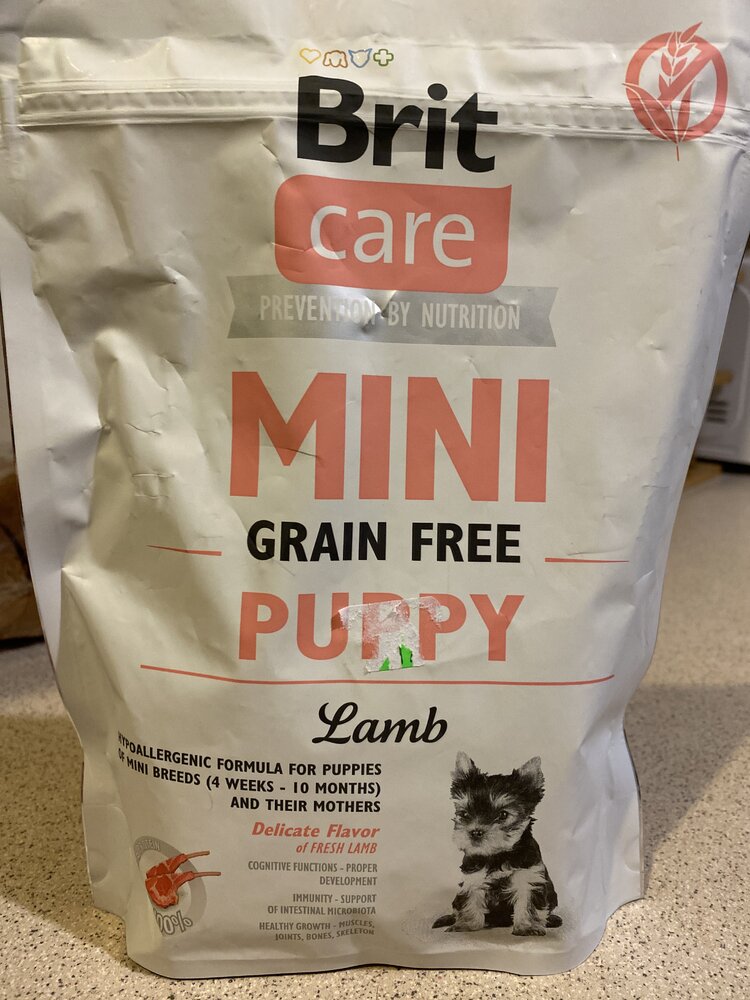 Brit
care
PREVENTION BY NUTRITION
MINI
GRAIN FREE
PUPPY
Lamb
HYPOALLERGENIC FORMULA FOR PUPPIES
OF MINI BREEDS (4 WEEKS - 10 MONTHS)
AND THEIR MOTHERS
Delicate Flavor
of FRESH LAMB
COGNITIVE FUNCTIONS - PROPER
DEVELOPMENT
IMMUNITY - SUPPORT
OF INTESTINAL MICROBIOTA
HEALTHY GROWTH - MUSCLES,
JOINTS, BONES, SKELETON